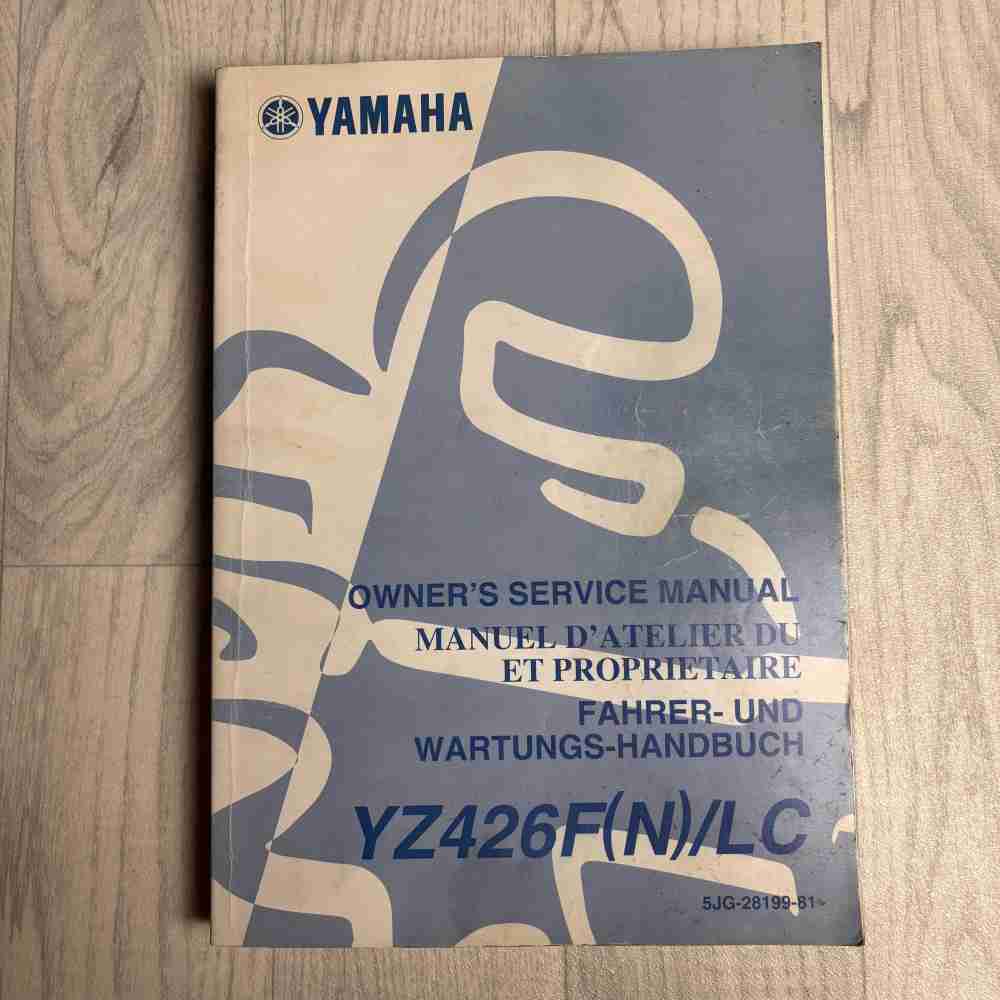 YAMAHA
OWNER'S SERVICE MANUAL
MANUEL D'ATELIER DU
ET PROPRIETAIRE
FAHRER- UND
WARTUNGS-HANDBUCH
YZ426F(N)/LC
5JG-28199-81